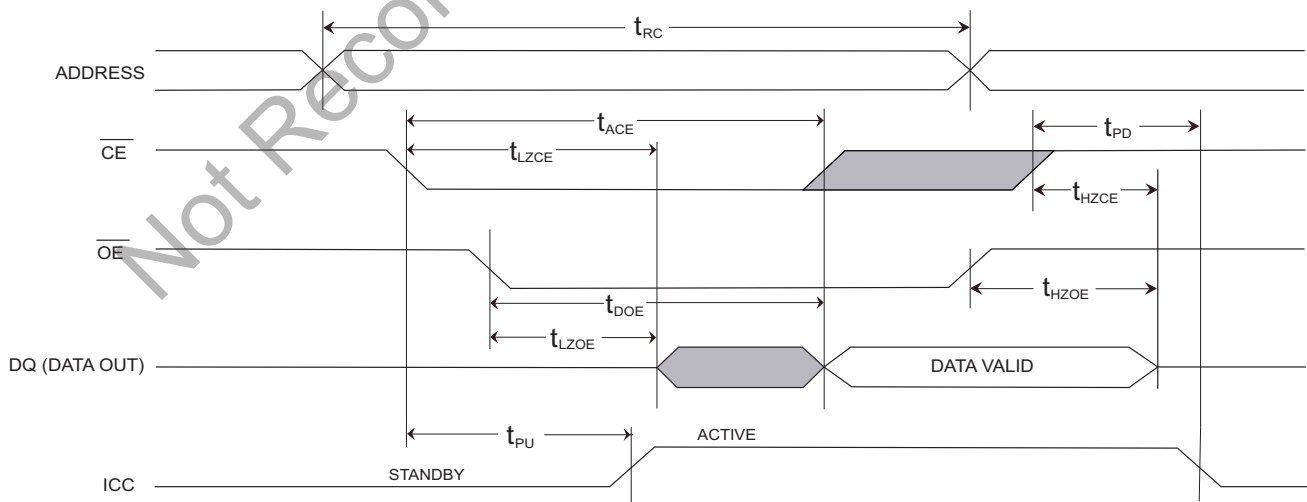 Not Recor
tRC
ADDRESS
tACE
tPD
CE
tLZCE
tHZCE
OE
tHZOE
tDOE
tLZOE
DQ (DATA OUT)
DATA VALID
tPU
ACTIVE
STANDBY
ICC